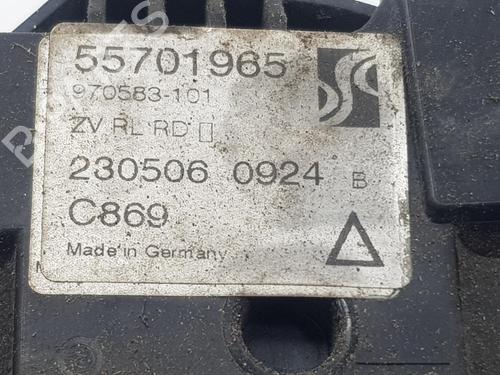 55701965
970583-101
ZV RL RD
230506 0924 B
C869
Made in Germany